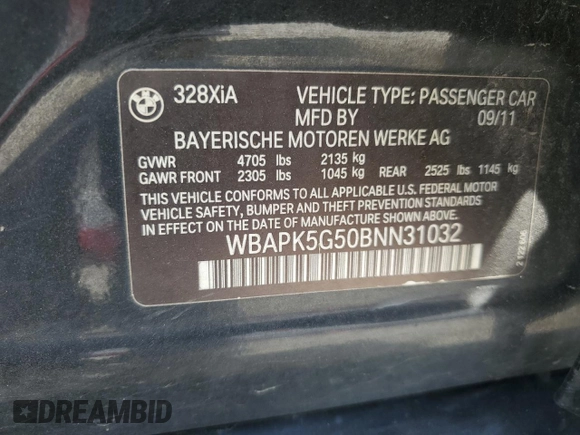 328XiA VEHICLE TYPE: PASSENGER CAR
MFD BY 09/11
BAYERISCHE MOTOREN WERKE AG
GVWR 4705 lbs 2135 kg
GAWR FRONT 2305 lbs 1045 kg REAR 2525 lbs 1145 kg
THIS VEHICLE CONFORMS TO ALL APPLICABLE U.S. FEDERAL MOTOR
VEHICLE SAFETY, BUMPER AND THEFT PREVENTION STANDARDS
IN EFFECT ON THE DATE OF MANUFACTURE SHOWN ABOVE.
WBAPK5G50BNN31032
DREAMBID